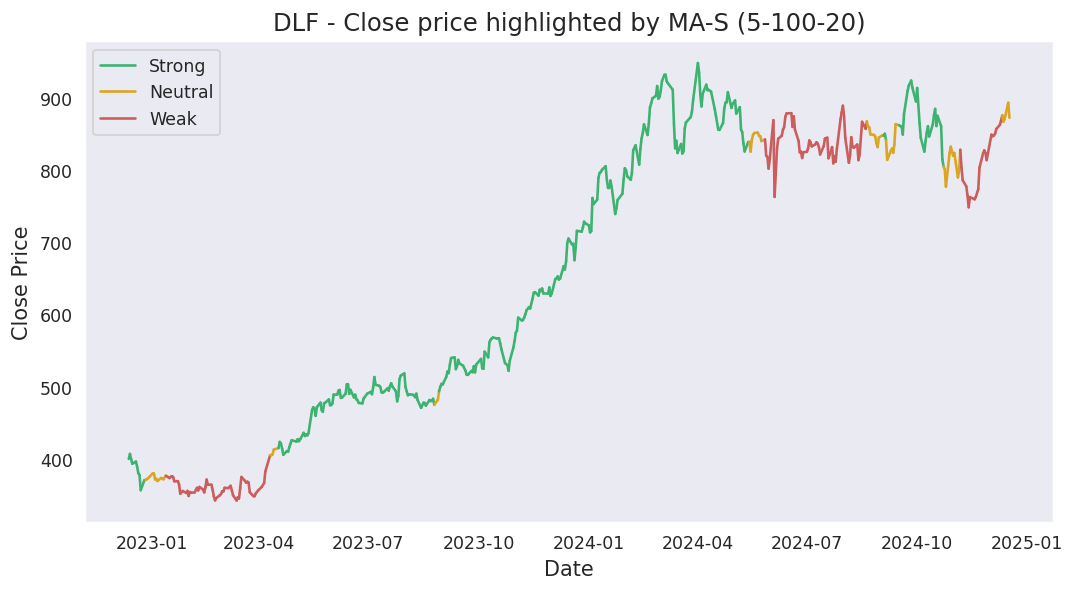 DLF - Close price highlighted by MA-S (5-100-20)
Strong
Neutral
Weak
900
800
700
600
500
400
Close Price
2023-01 2023-04 2023-07 2023-10 2024-01 2024-04 2024-07 2024-10 2025-01
Date